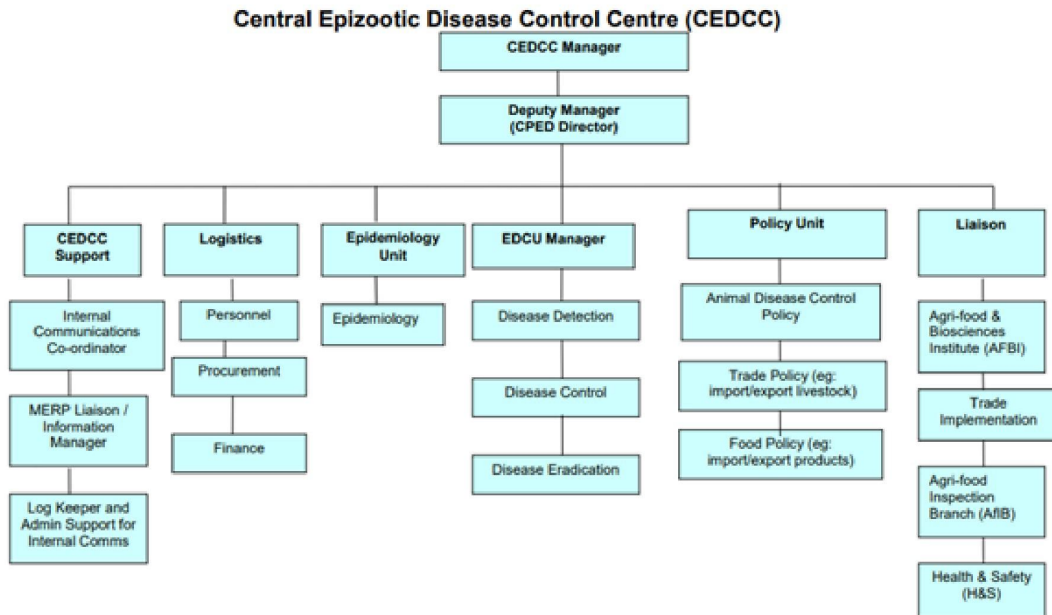 Central Epizootic Disease Control Centre (CEDCC)
CEDCC Manager
Deputy Manager
(CPED Director)
CEDCC
Support
Logistics
Epidemiology
Unit
EDCU Manager
Policy Unit
Liaison
Internal
Communications
Co-ordinator
MERP Liaison /
Information
Manager
Log Keeper and
Admin Support for
Internal Comms
Personnel
Procurement
Finance
Epidemiology
Disease Detection
Disease Control
Disease Eradication
Animal Disease Control
Policy
Trade Policy (eg:
import/export livestock)
Food Policy (eg:
import/export products)
Agri-food &
Biosciences
Institute (AFBI)
Trade
Implementation
Agri-food
Inspection
Branch (AfIB)
Health & Safety
(H&S)